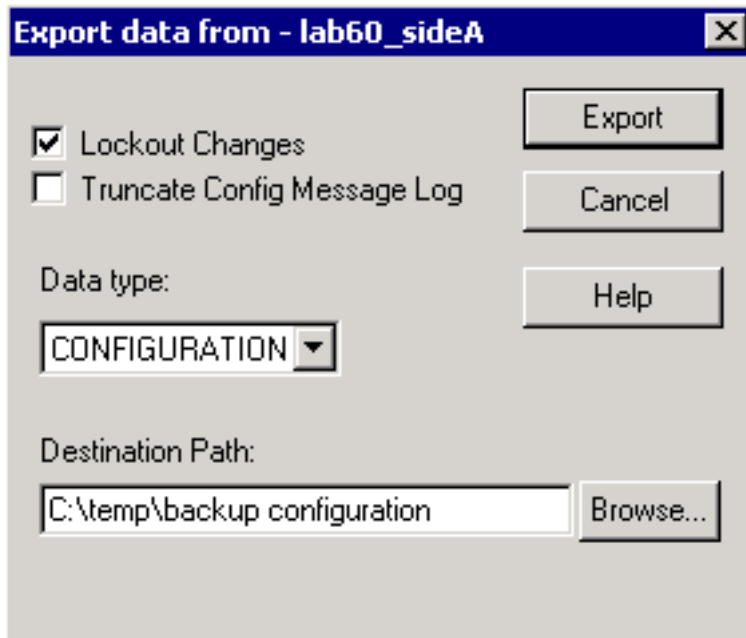 Export data from - lab60_sideA
Lockout Changes
Truncate Config Message Log
Export
Cancel
Help
Data type:
CONFIGURATION
Destination Path:
C:\temp\backup configuration
Browse...